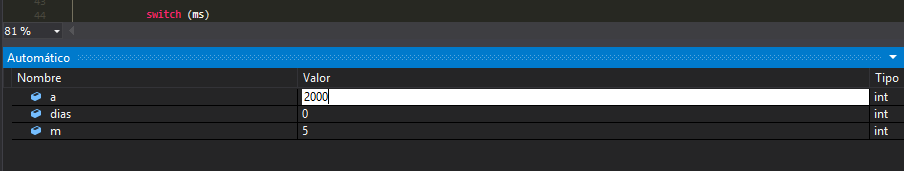 43
44 switch (ms)
81 %
Automático
Nombre Valor Tipo
a 2000 int
dias 0 int
m 5 int